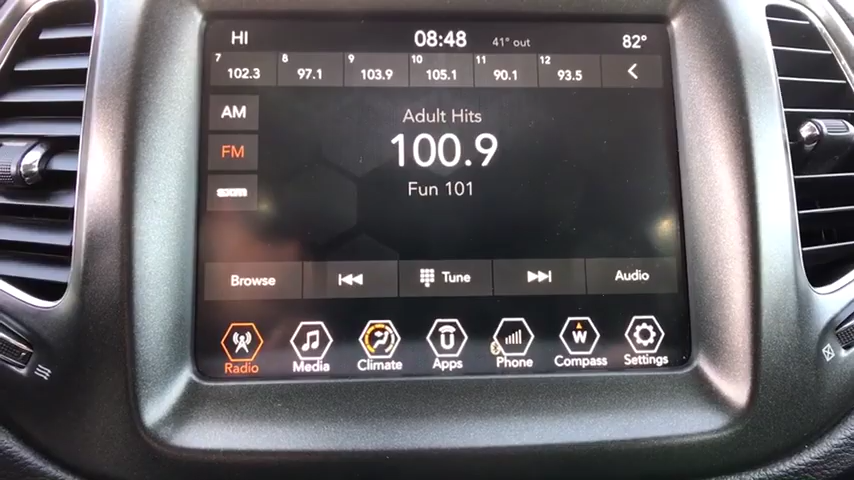 HI 08:48 41° out 82°
7 102.3 8 97.1 9 103.9 10 105.1 11 90.1 12 93.5
AM
Adult Hits
FM
100.9
sxm
Fun 101
Browse Tune Audio
Radio Media Climate Apps Phone W Compass Settings